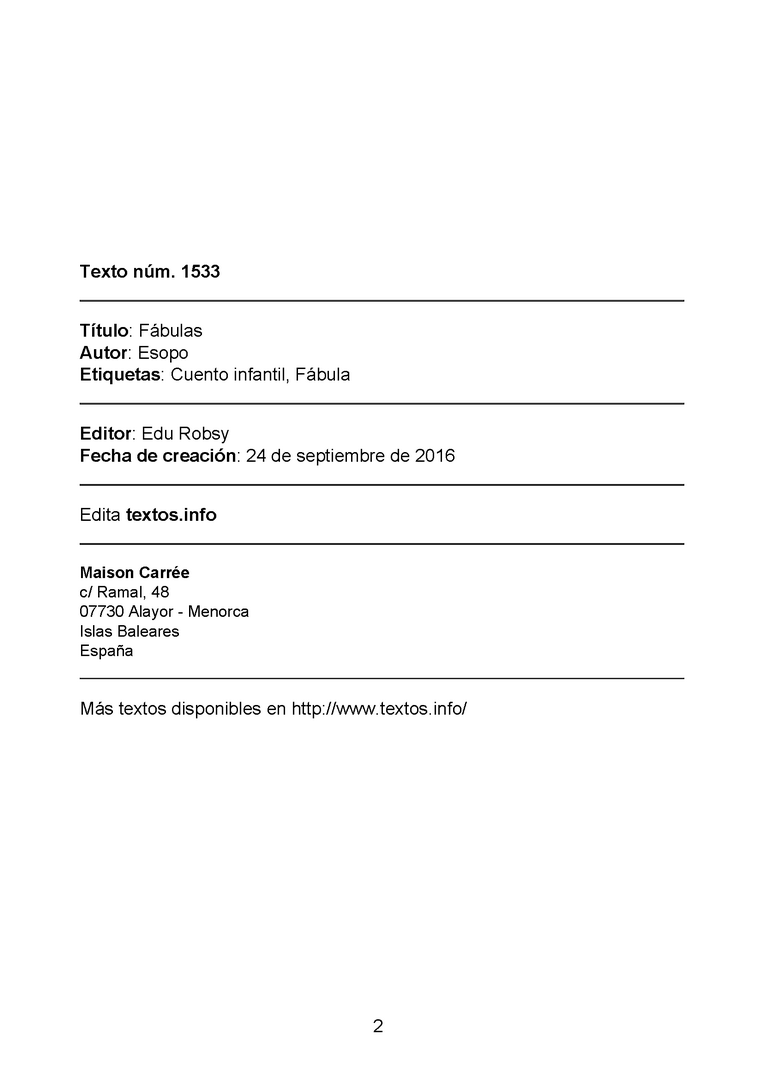 Texto núm. 1533
Título: Fábulas
Autor: Esopo
Etiquetas: Cuento infantil, Fábula
Editor: Edu Robsy
Fecha de creación: 24 de septiembre de 2016
Edita textos.info
Maison Carrée
c/ Ramal, 48
07730 Alayor - Menorca
Islas Baleares
España
Más textos disponibles en http://www.textos.info/
2